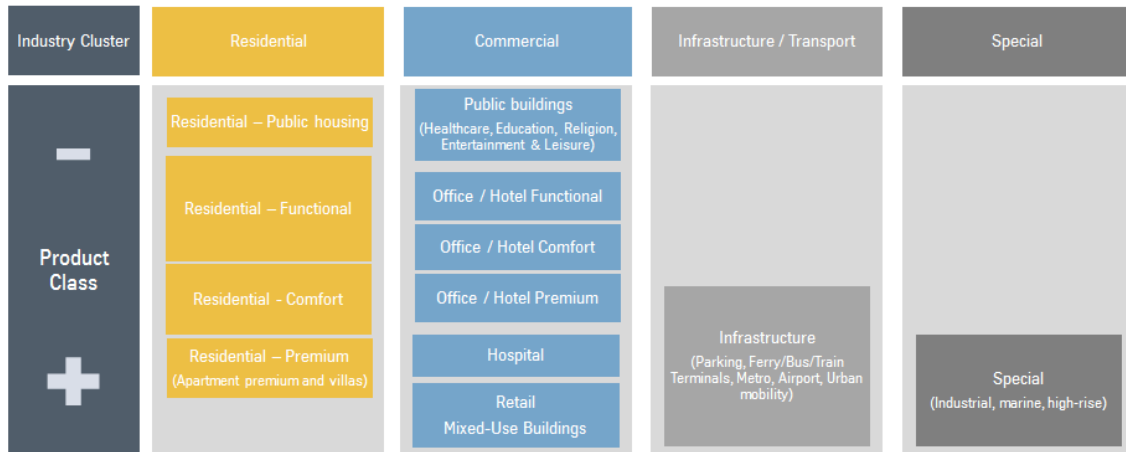 Industry Cluster
Residential
Commercial
Infrastructure / Transport
Special
Product
Class
Residential – Public housing
Residential – Functional
Residential - Comfort
Residential – Premium
(Apartment premium and villas)
Public buildings
(Healthcare, Education, Religion,
Entertainment & Leisure)
Office / Hotel Functional
Office / Hotel Comfort
Office / Hotel Premium
Hospital
Retail
Mixed-Use Buildings
Infrastructure
(Parking, Ferry/Bus/Train
Terminals, Metro, Airport, Urban
mobility)
Special
(Industrial, marine, high-rise)